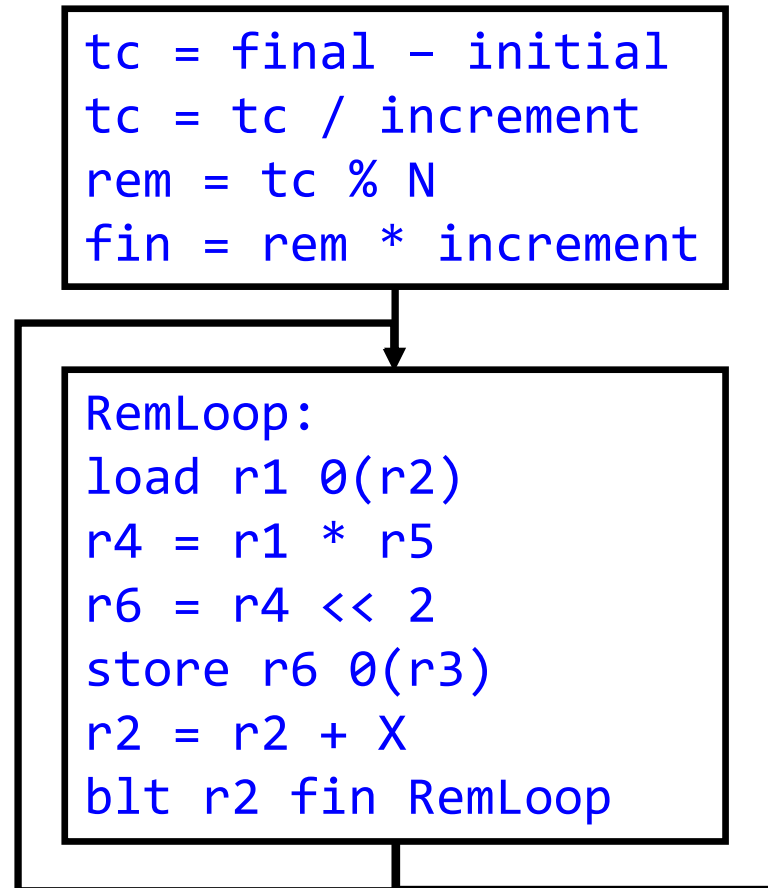 tc = final – initial
tc = tc / increment
rem = tc % N
fin = rem * increment
RemLoop:
load r1 0(r2)
r4 = r1 * r5
r6 = r4 << 2
store r6 0(r3)
r2 = r2 + X
blt r2 fin RemLoop